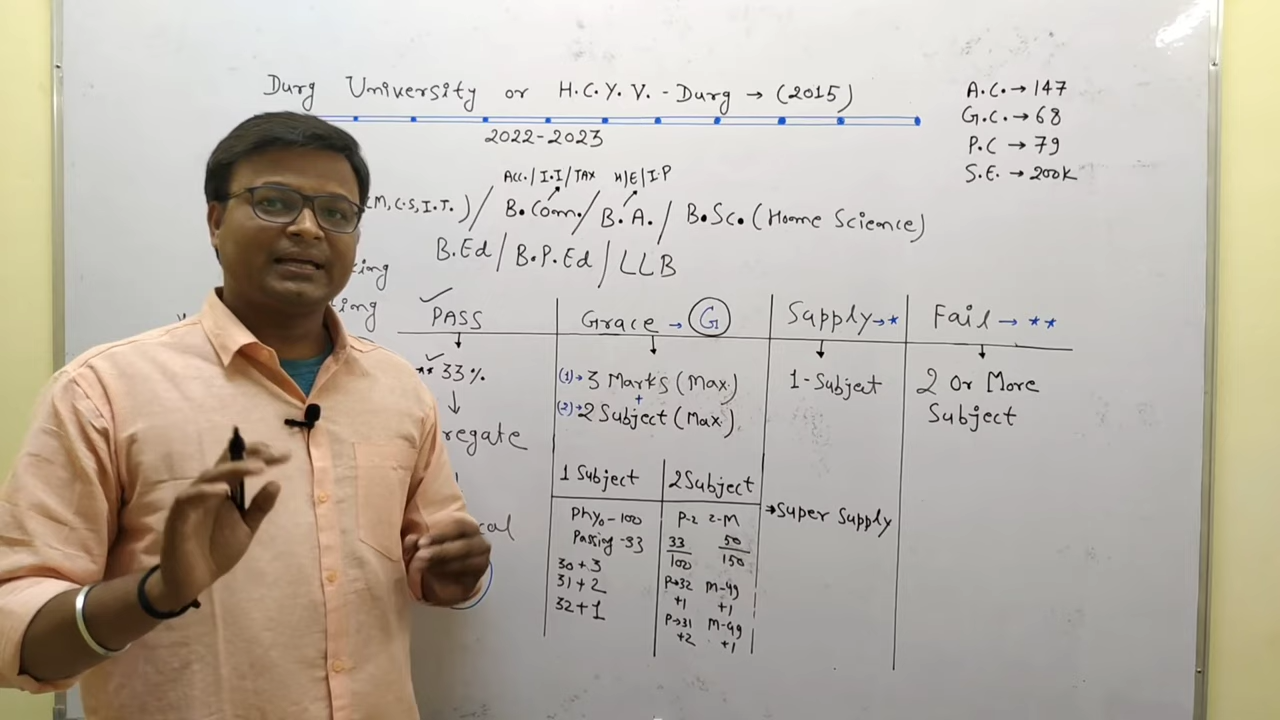 Durg University or H.C.Y.V.-Durg → (2015)
2022-2023
A.C. → 147
G.C. → 68
P.C → 79
S.E. → 200K
Acc./I.I/TAX H/E/I.P
CM, C.S, I.T.) / B.Com. / B.A. / B.Sc. (Home Science)
B.Ed / B.P.Ed / LLB
PASS
** 33%
regate
cal
Grace → G
(1) → 3 Marks (Max)
+
(2) → 2 Subject (Max)
1 Subject
Phy – 100
Passing - 33
30 + 3
31 + 2
32 + 1
2 Subject
P-2 2-M
33 50
100 150
P→32 M-49
+1 +1
P→31 M-49
+2 +1
Supply → *
1 - Subject
→ Super Supply
Fail → **
2 Or More
Subject